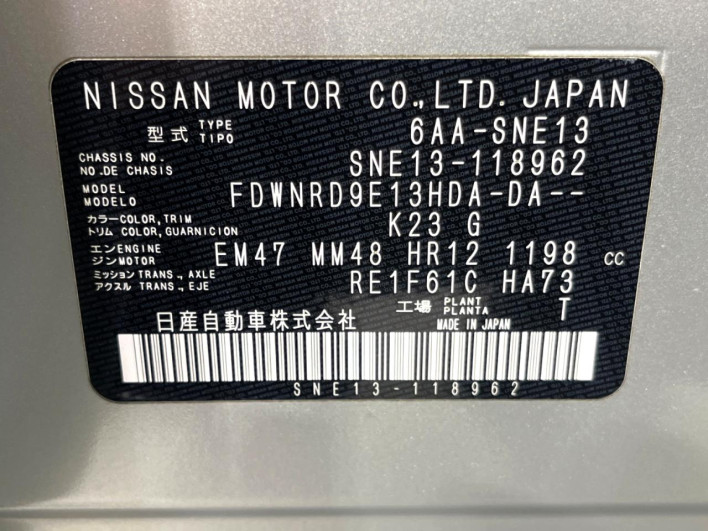 NISSAN MOTOR CO.,LTD. JAPAN
型式 TYPE TIPO 6AA-SNE13
CHASSIS NO. NO.DE CHASIS SNE13-118962
MODEL MODELO FDWNRD9E13HDA-DA--
カラー COLOR,TRIM トリム COLOR,GUARNICION K23 G
エンジン ENGINE MOTOR EM47 MM48 HR12 1198 cc
ミッション TRANS.,AXLE アクスル TRANS.,EJE RE1F61C HA73
工場 PLANT PLANTA T
日産自動車株式会社 MADE IN JAPAN
SNE13-118962